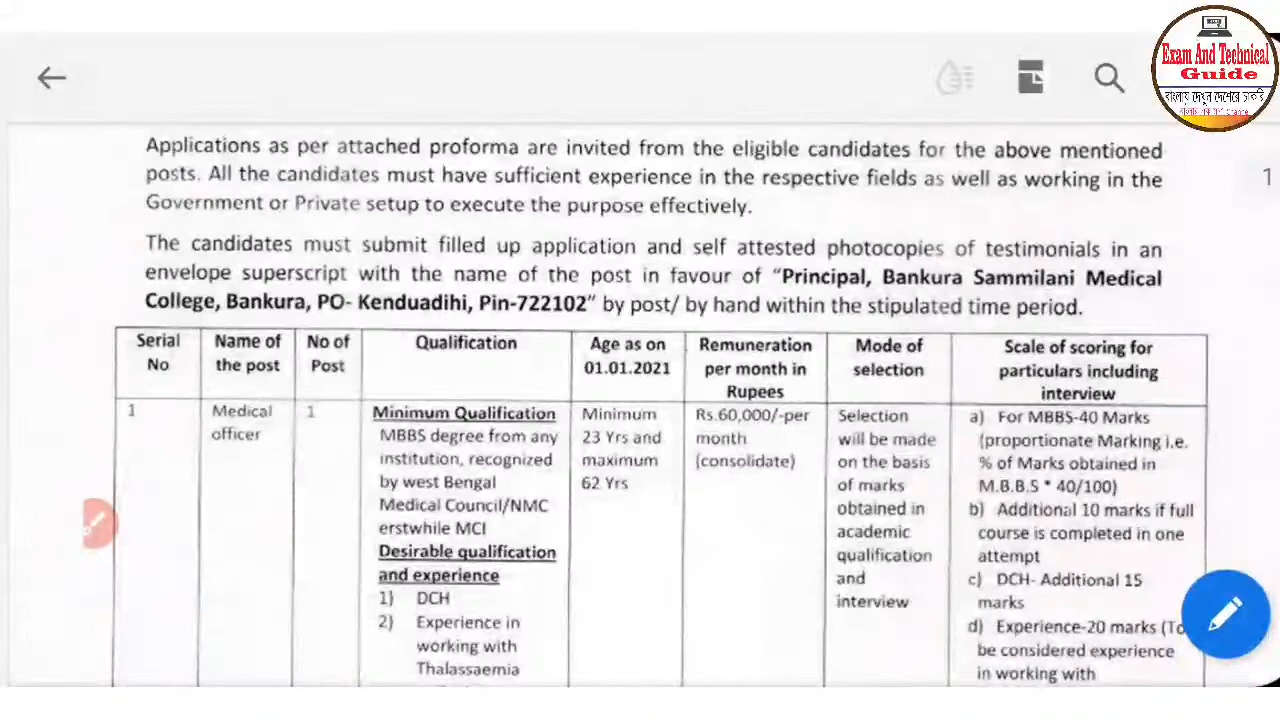 Exam And Technical
Guide
বাংলায় দেখুন দেশের চাকরি
1
Applications as per attached proforma are invited from the eligible candidates for the above mentioned
posts. All the candidates must have sufficient experience in the respective fields as well as working in the
Government or Private setup to execute the purpose effectively.
The candidates must submit filled up application and self attested photocopies of testimonials in an
envelope superscript with the name of the post in favour of "Principal, Bankura Sammilani Medical
College, Bankura, PO- Kenduadihi, Pin-722102" by post/ by hand within the stipulated time period.
Serial
No
Name of
the post
No of
Post
Qualification
Age as on
01.01.2021
Remuneration
per month in
Rupees
Mode of
selection
Scale of scoring for
particulars including
interview
1
Medical
officer
1
Minimum Qualification
MBBS degree from any
institution, recognized
by west Bengal
Medical Council/NMC
erstwhile MCI
Desirable qualification
and experience
1) DCH
2) Experience in
working with
Thalassaemia
Minimum
23 Yrs and
maximum
62 Yrs
Rs.60,000/-per
month
(consolidate)
Selection
will be made
on the basis
of marks
obtained in
academic
qualification
and
interview
a) For MBBS-40 Marks
(proportionate Marking i.e.
% of Marks obtained in
M.B.B.S * 40/100)
b) Additional 10 marks if full
course is completed in one
attempt
c) DCH- Additional 15
marks
d) Experience-20 marks (To
be considered experience
in working with